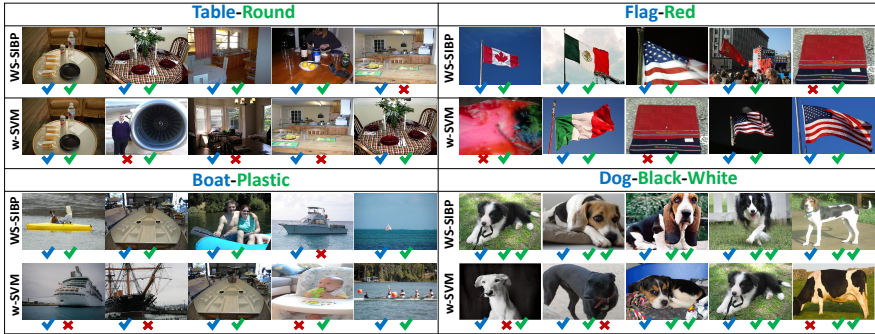 Table-Round
Flag-Red
WS-SIBP
WS-SIBP
w-SVM
w-SVM
Boat-Plastic
Dog-Black-White
WS-SIBP
WS-SIBP
w-SVM
w-SVM